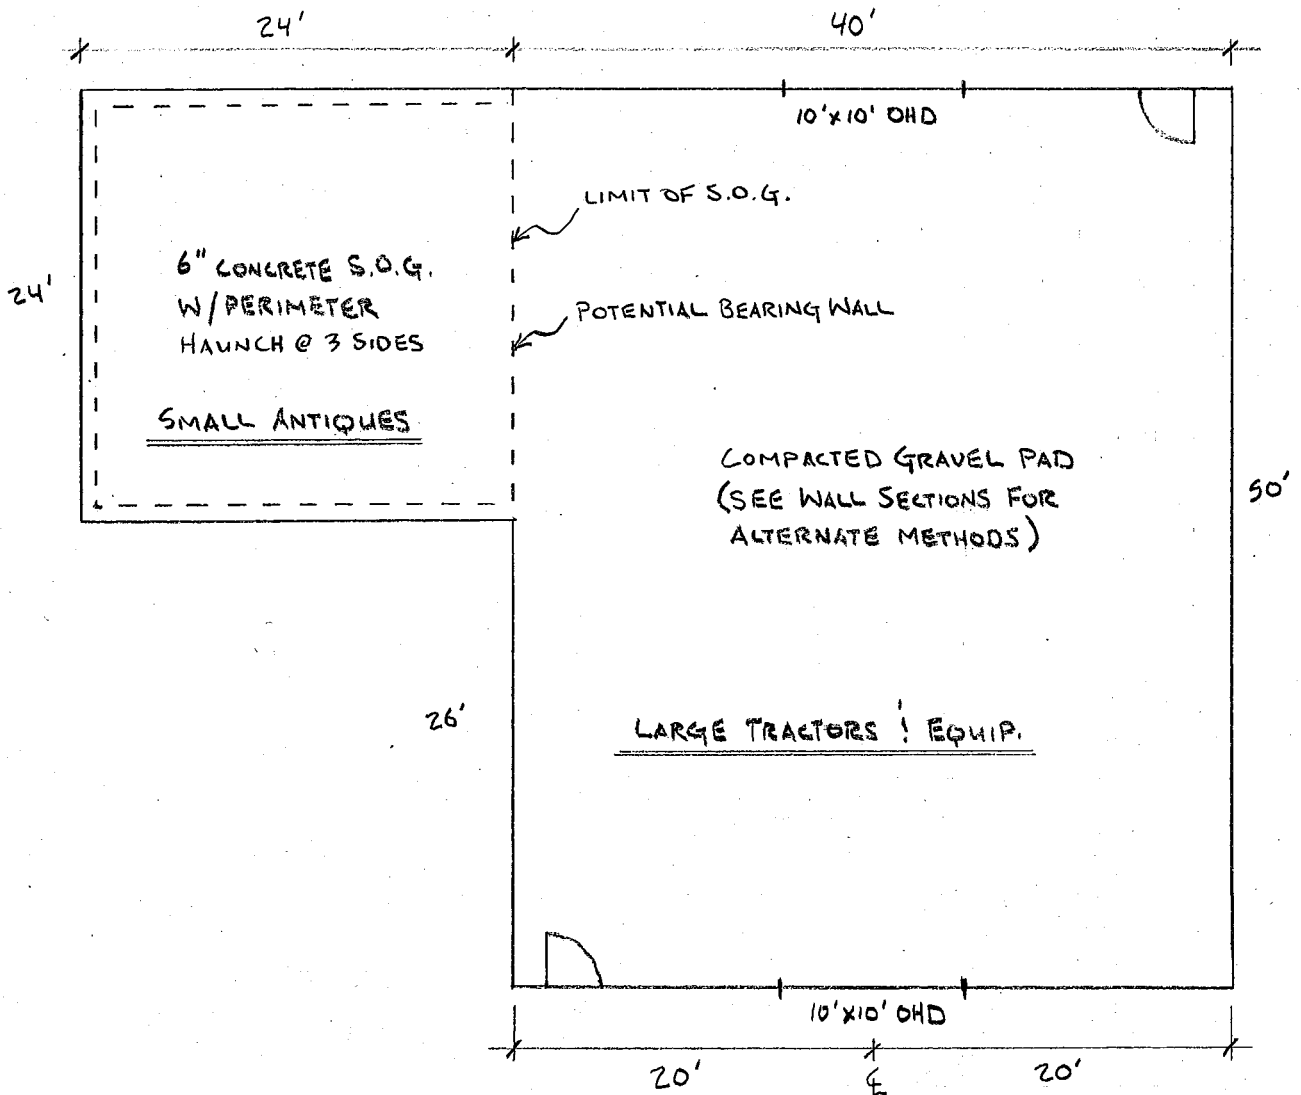 24'
40'
10'x10' OHD
LIMIT OF S.O.G.
6" CONCRETE S.O.G.
W/PERIMETER
HAUNCH @ 3 SIDES
24'
POTENTIAL BEARING WALL
SMALL ANTIQUES
COMPACTED GRAVEL PAD
(SEE WALL SECTIONS FOR
ALTERNATE METHODS)
50'
26'
LARGE TRACTORS & EQUIP.
10'x10' OHD
20'
℄
20'